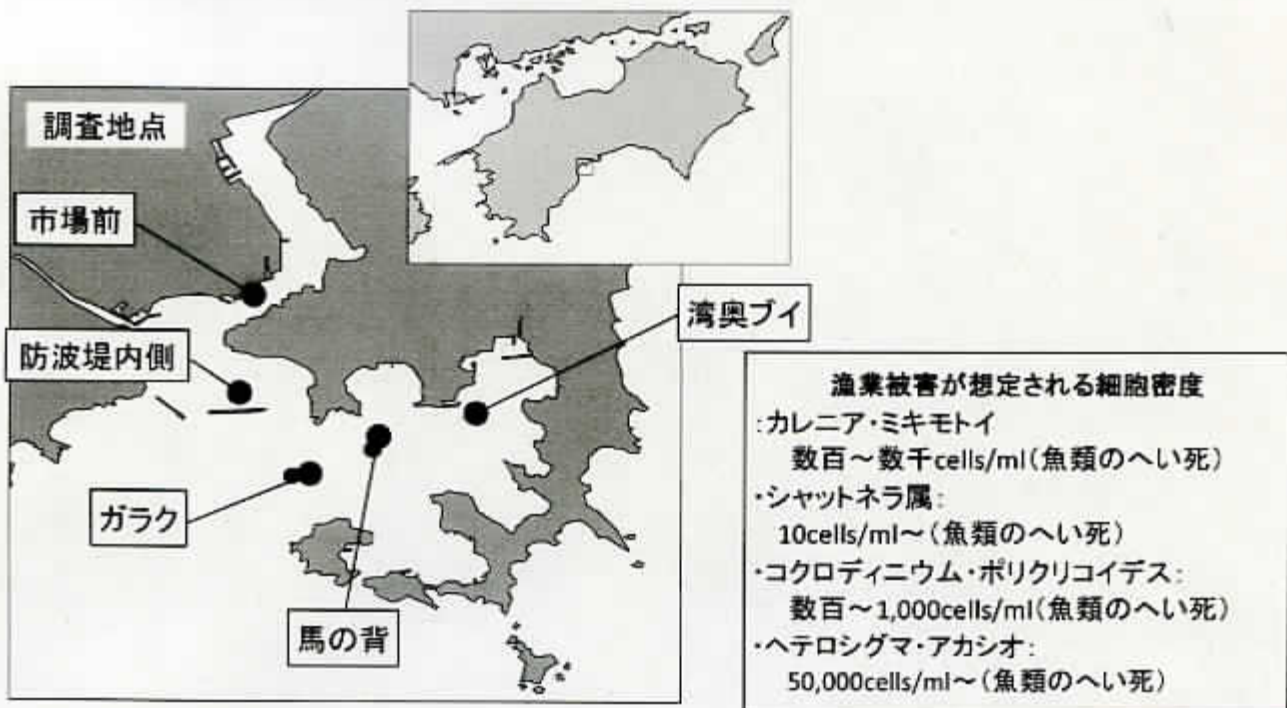 調査地点
市場前
防波堤内側
ガラク
馬の背
湾奥ブイ
漁業被害が想定される細胞密度
:カレニア・ミキモトイ
数百~数千cells/ml(魚類のへい死)
・シャットネラ属:
10cells/ml~(魚類のへい死)
・コクロディニウム・ポリクリコイデス:
数百~1,000cells/ml(魚類のへい死)
・ヘテロシグマ・アカシオ:
50,000cells/ml~(魚類のへい死)